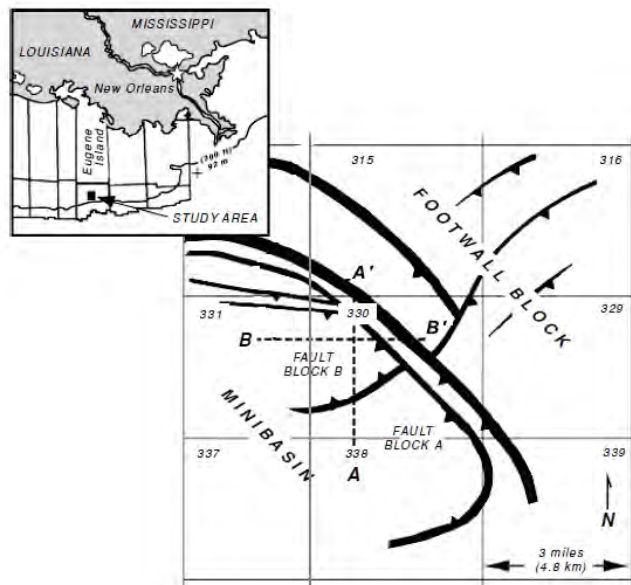 MISSISSIPPI
LOUISIANA
New Orleans
Eugene
Island
(300 ft)
92 m
STUDY AREA
315
316
FOOTWALL BLOCK
A'
331
330
329
B'
B
FAULT
BLOCK B
MINIBASIN
FAULT
BLOCK A
337
338
339
A
N
3 miles
(4.8 km)